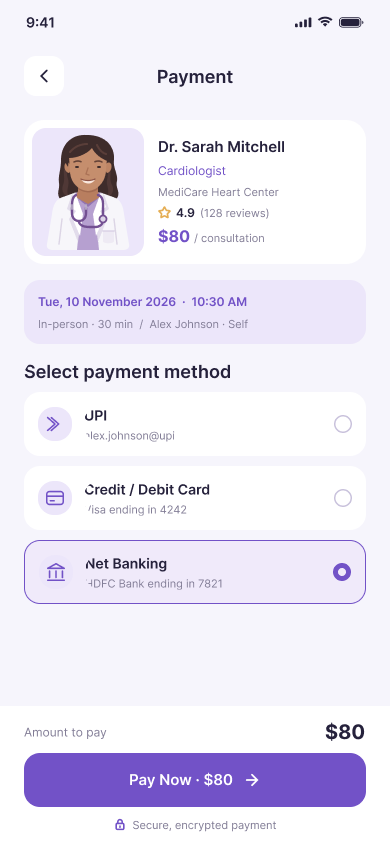 9:41
Payment
Dr. Sarah Mitchell
Cardiologist
MediCare Heart Center
4.9 (128 reviews)
$80 / consultation
Tue, 10 November 2026 · 10:30 AM
In-person · 30 min / Alex Johnson · Self
Select payment method
UPI
alex.johnson@upi
Credit / Debit Card
Visa ending in 4242
Net Banking
HDFC Bank ending in 7821
Amount to pay
$80
Pay Now · $80
Secure, encrypted payment